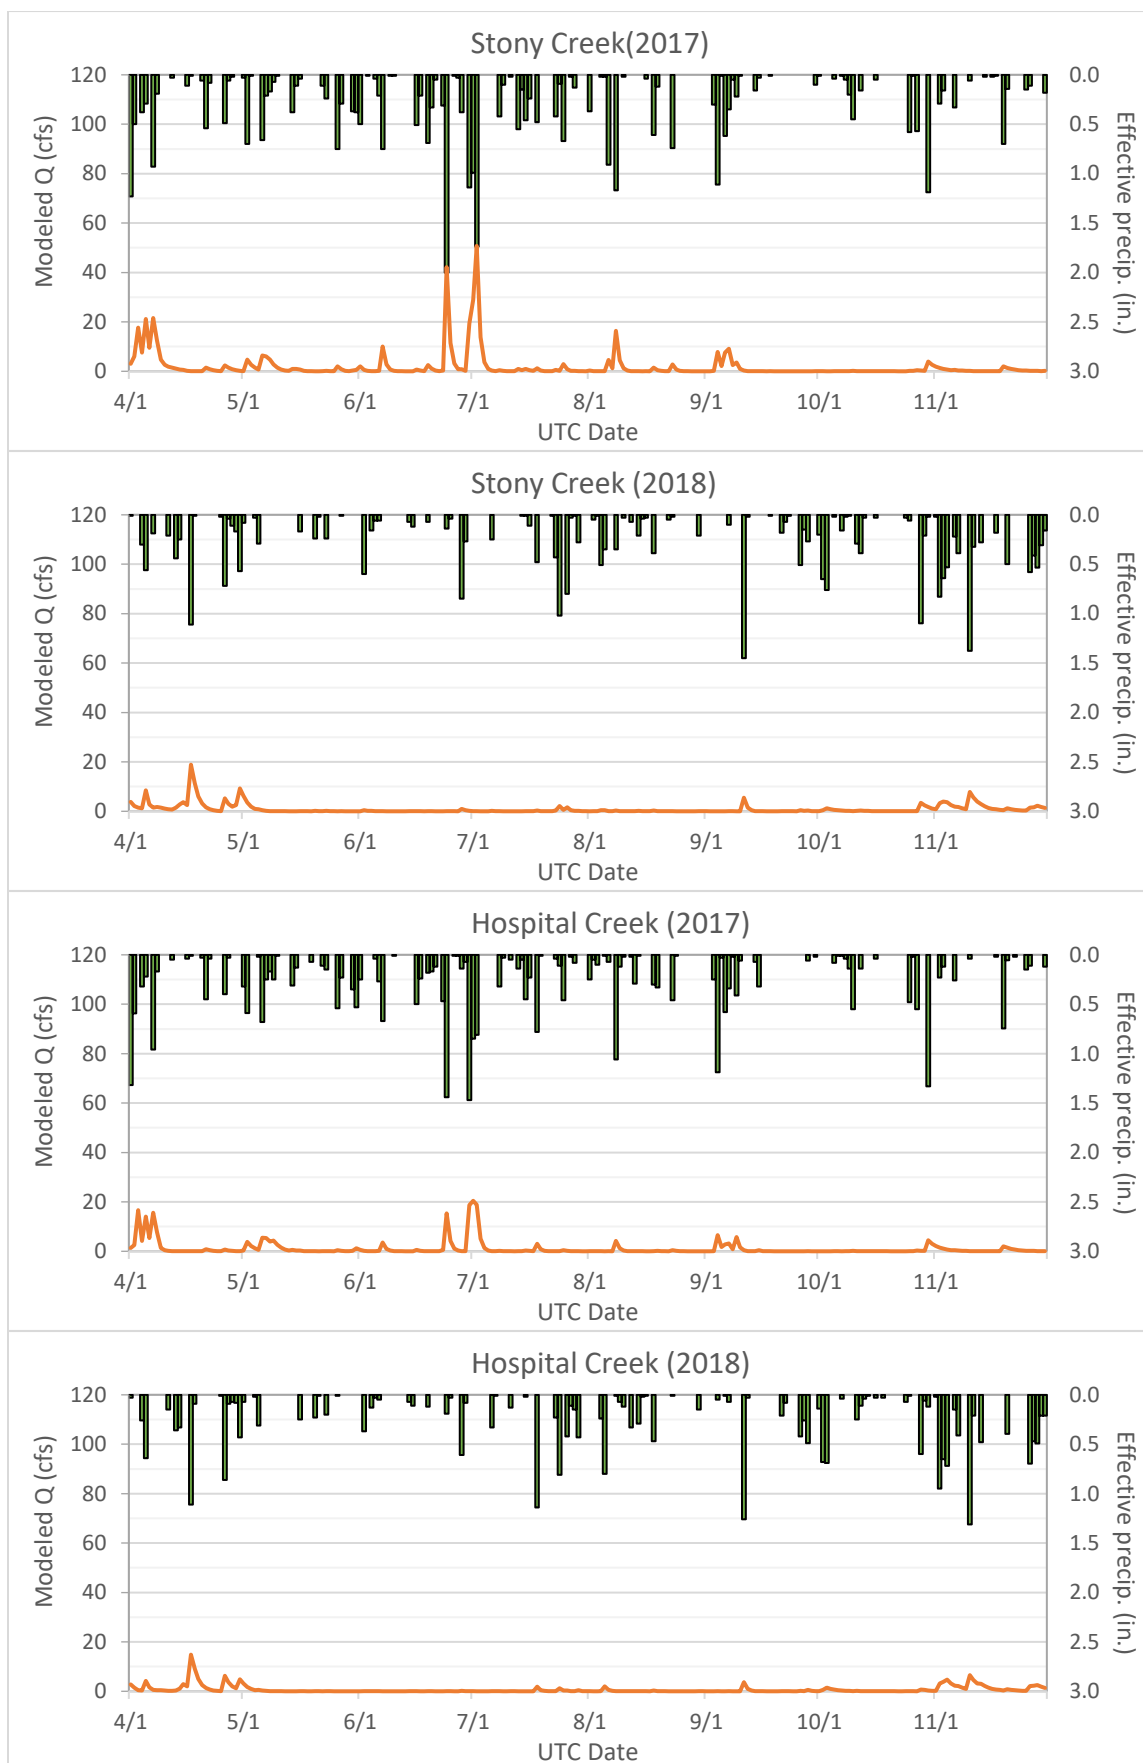 Stony Creek(2017)
120
100
80
60
40
20
0
Modeled Q (cfs)
0.0
0.5
1.0
1.5
2.0
2.5
3.0
Effective precip. (in.)
4/1 5/1 6/1 7/1 8/1 9/1 10/1 11/1
UTC Date
Stony Creek (2018)
120
100
80
60
40
20
0
Modeled Q (cfs)
0.0
0.5
1.0
1.5
2.0
2.5
3.0
Effective precip. (in.)
4/1 5/1 6/1 7/1 8/1 9/1 10/1 11/1
UTC Date
Hospital Creek (2017)
120
100
80
60
40
20
0
Modeled Q (cfs)
0.0
0.5
1.0
1.5
2.0
2.5
3.0
Effective precip. (in.)
4/1 5/1 6/1 7/1 8/1 9/1 10/1 11/1
UTC Date
Hospital Creek (2018)
120
100
80
60
40
20
0
Modeled Q (cfs)
0.0
0.5
1.0
1.5
2.0
2.5
3.0
Effective precip. (in.)
4/1 5/1 6/1 7/1 8/1 9/1 10/1 11/1
UTC Date